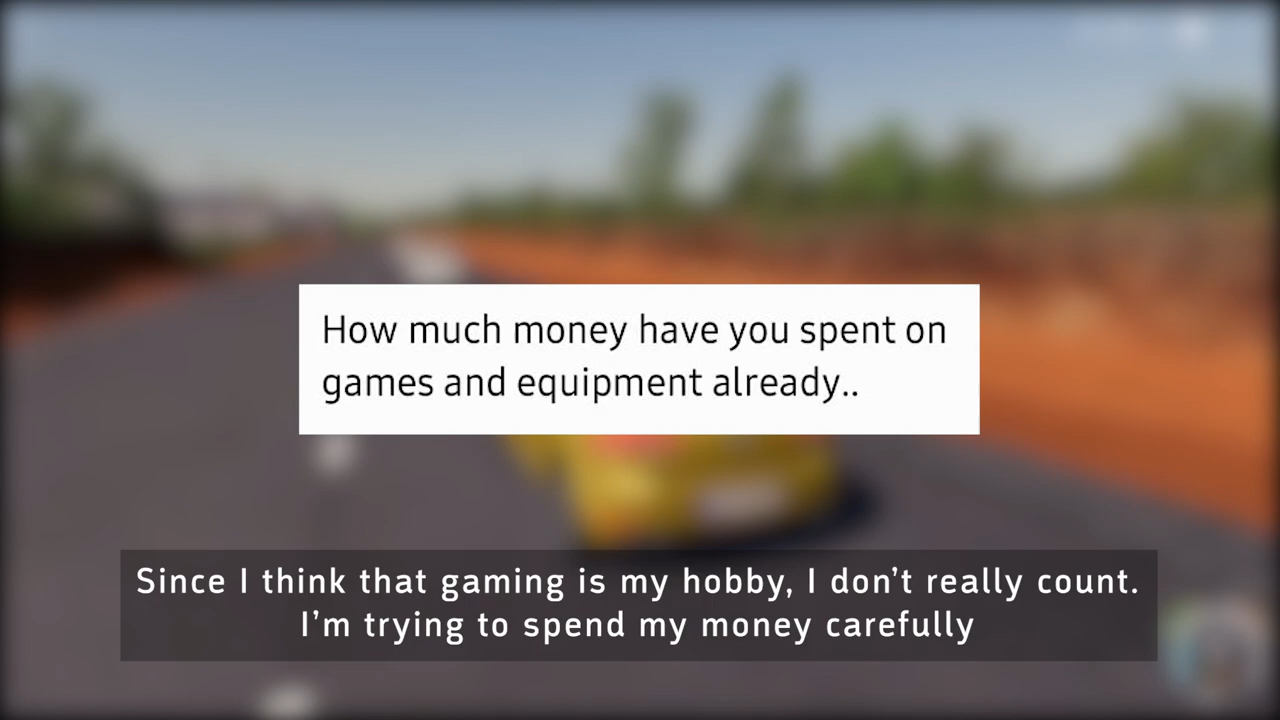 How much money have you spent on
games and equipment already..
Since I think that gaming is my hobby, I don’t really count.
I’m trying to spend my money carefully